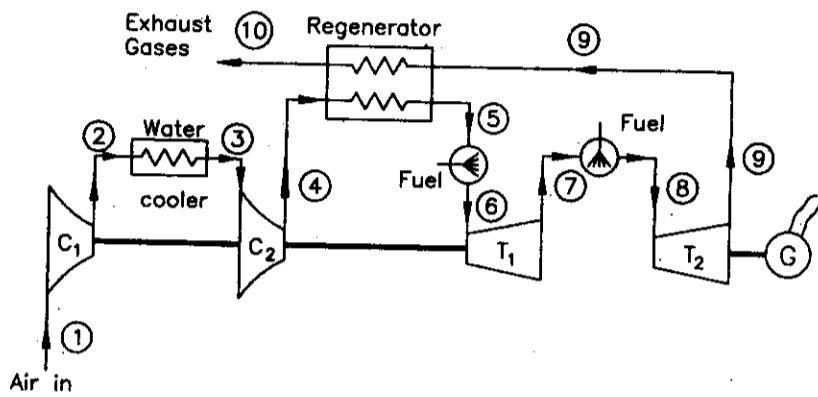 Exhaust
Gases
10
Regenerator
9
2
Water
cooler
3
4
5
Fuel
6
7
Fuel
8
9
C1
C2
T1
T2
G
1
Air in